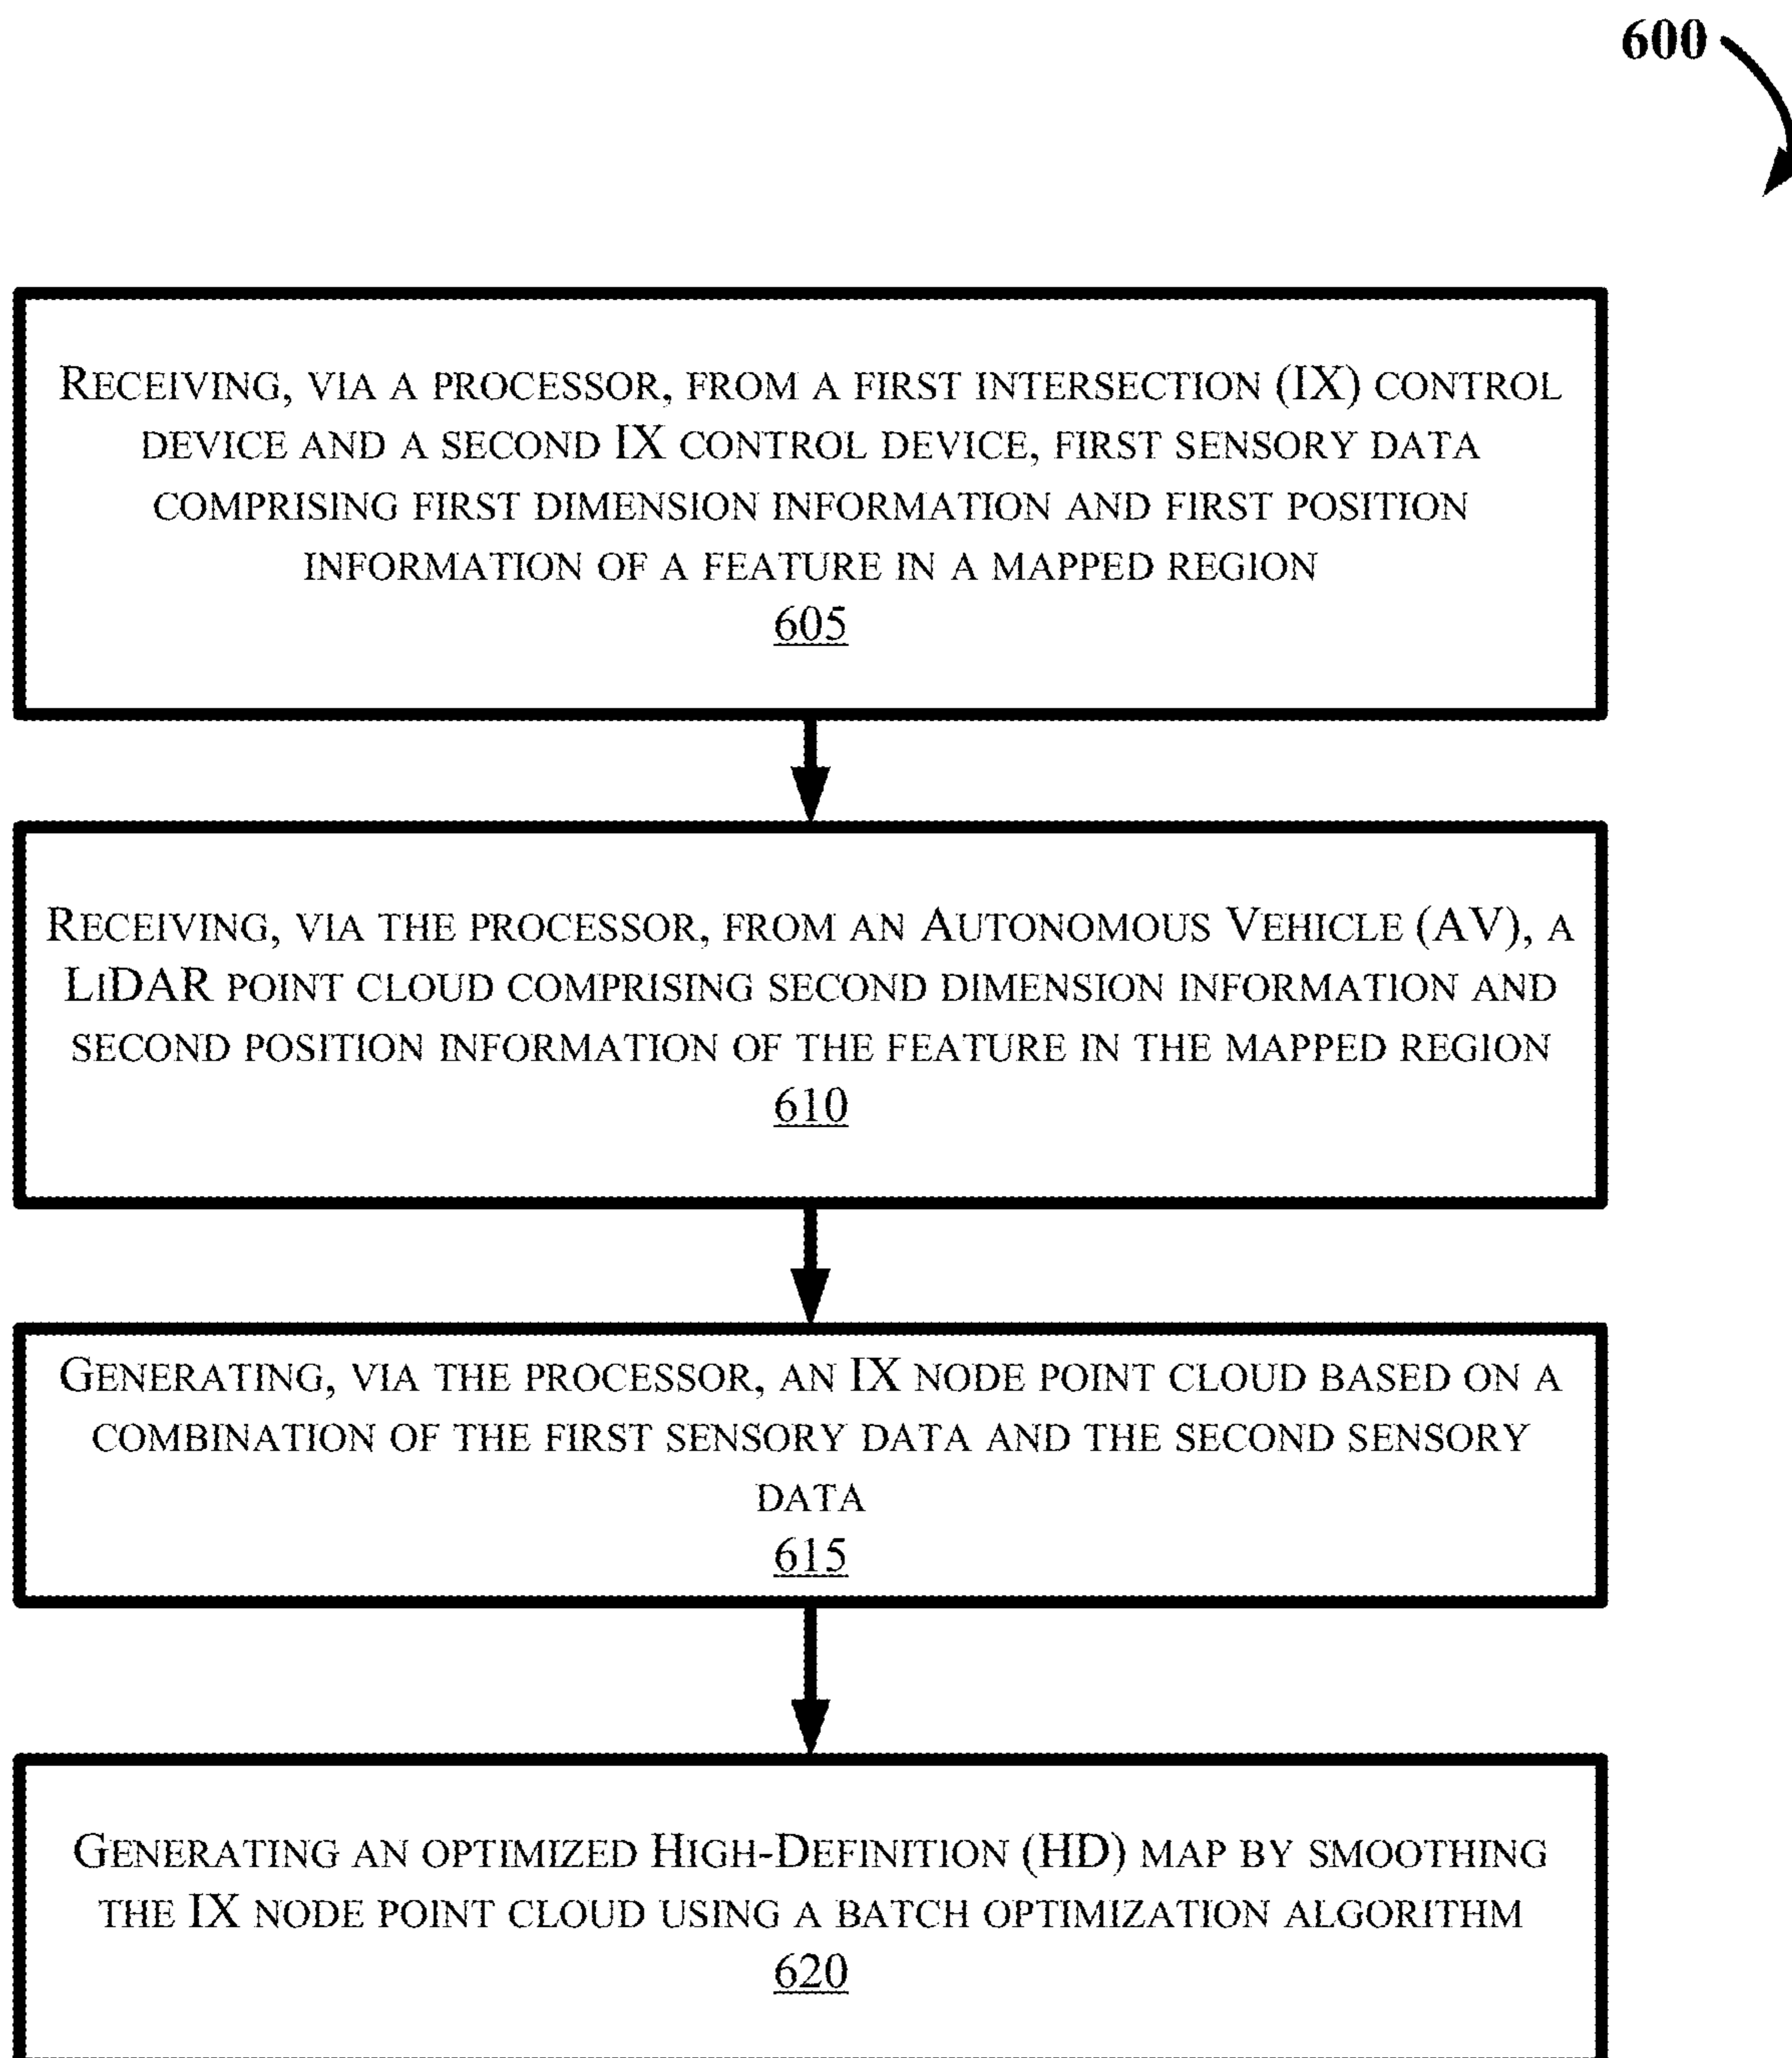 600
RECEIVING, VIA A PROCESSOR, FROM A FIRST INTERSECTION (IX) CONTROL
DEVICE AND A SECOND IX CONTROL DEVICE, FIRST SENSORY DATA
COMPRISING FIRST DIMENSION INFORMATION AND FIRST POSITION
INFORMATION OF A FEATURE IN A MAPPED REGION
605
RECEIVING, VIA THE PROCESSOR, FROM AN AUTONOMOUS VEHICLE (AV), A
LIDAR POINT CLOUD COMPRISING SECOND DIMENSION INFORMATION AND
SECOND POSITION INFORMATION OF THE FEATURE IN THE MAPPED REGION
610
GENERATING, VIA THE PROCESSOR, AN IX NODE POINT CLOUD BASED ON A
COMBINATION OF THE FIRST SENSORY DATA AND THE SECOND SENSORY
DATA
615
GENERATING AN OPTIMIZED HIGH-DEFINITION (HD) MAP BY SMOOTHING
THE IX NODE POINT CLOUD USING A BATCH OPTIMIZATION ALGORITHM
620